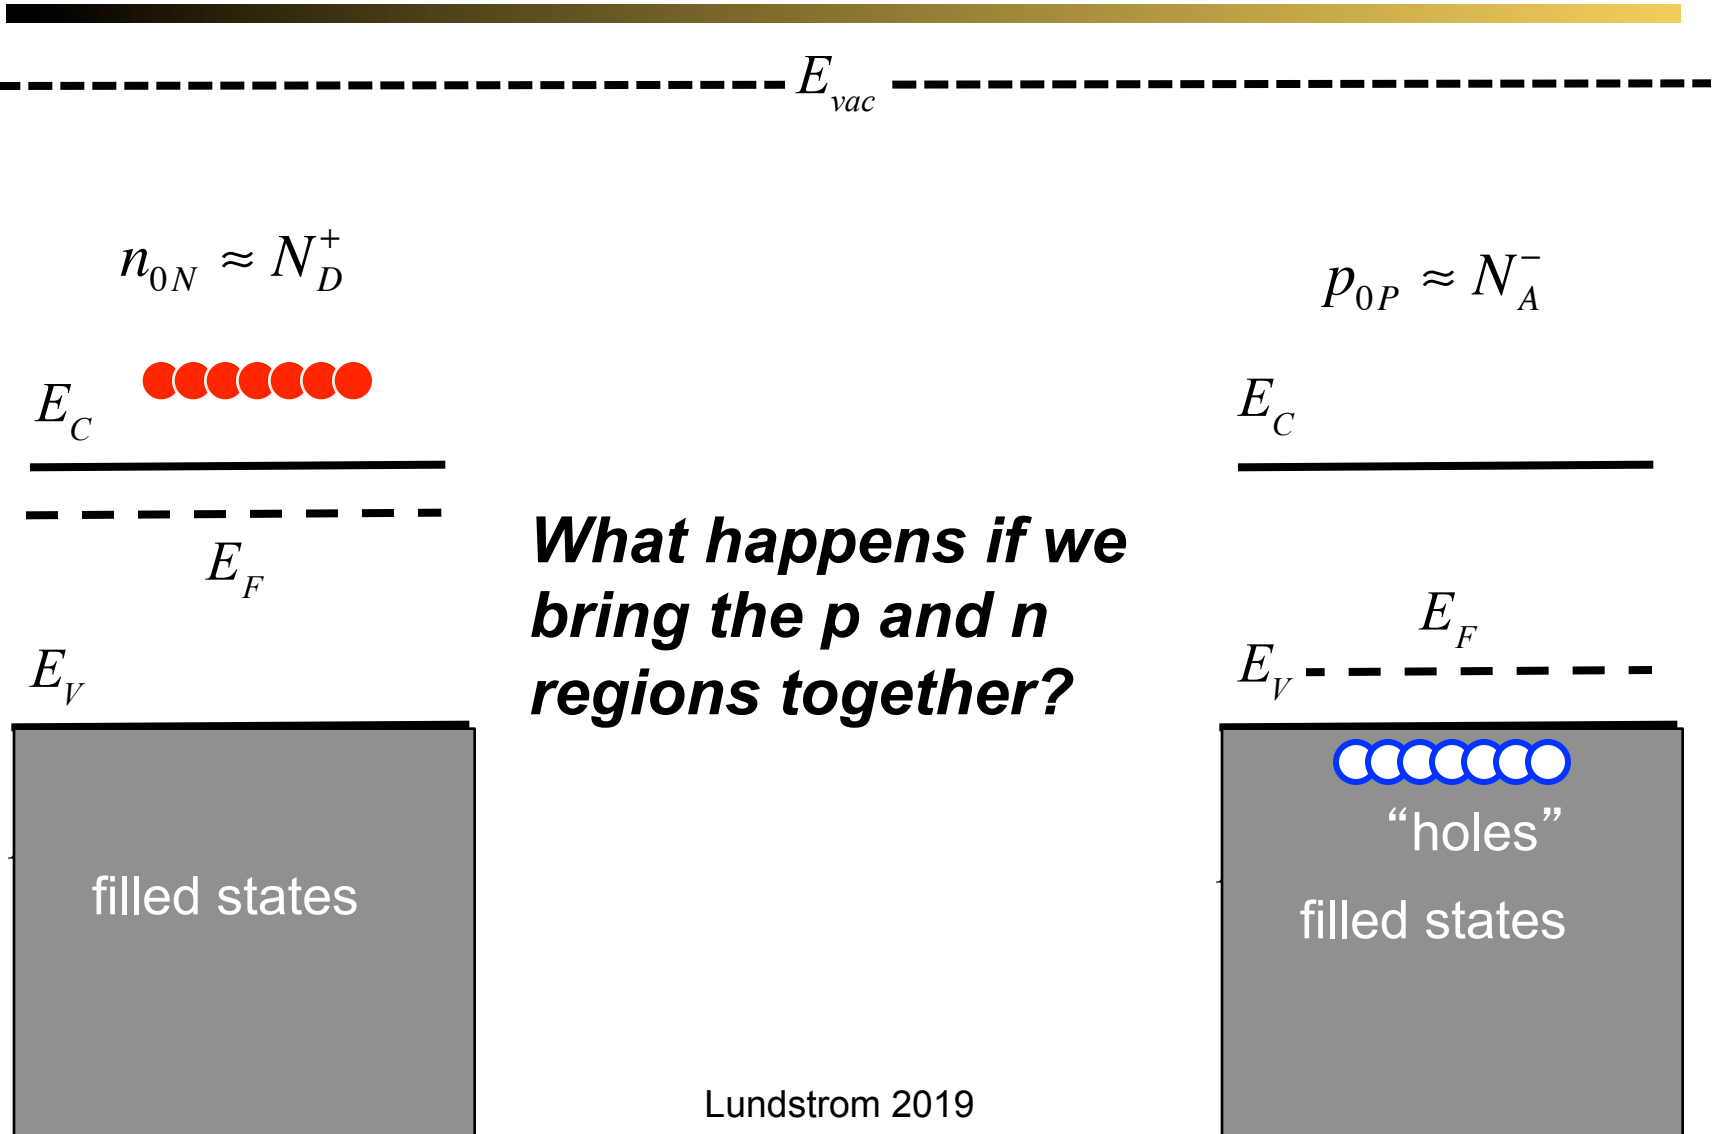 E_vac
n_0N ≈ N_D^+
p_0P ≈ N_A^-
E_C
E_C
E_F
What happens if we
bring the p and n
regions together?
E_F
E_V
E_V
“holes”
filled states
filled states
Lundstrom 2019